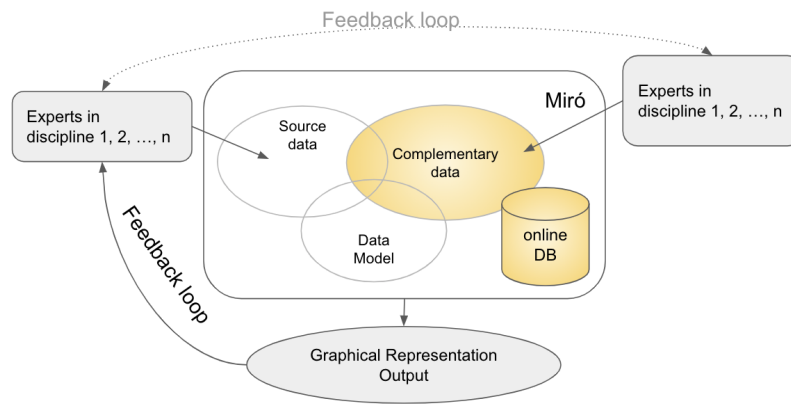 Feedback loop
Experts in
discipline 1, 2, ..., n
Miró
Experts in
discipline 1, 2, ..., n
Source
data
Complementary
data
Data
Model
online
DB
Feedback loop
Graphical Representation
Output